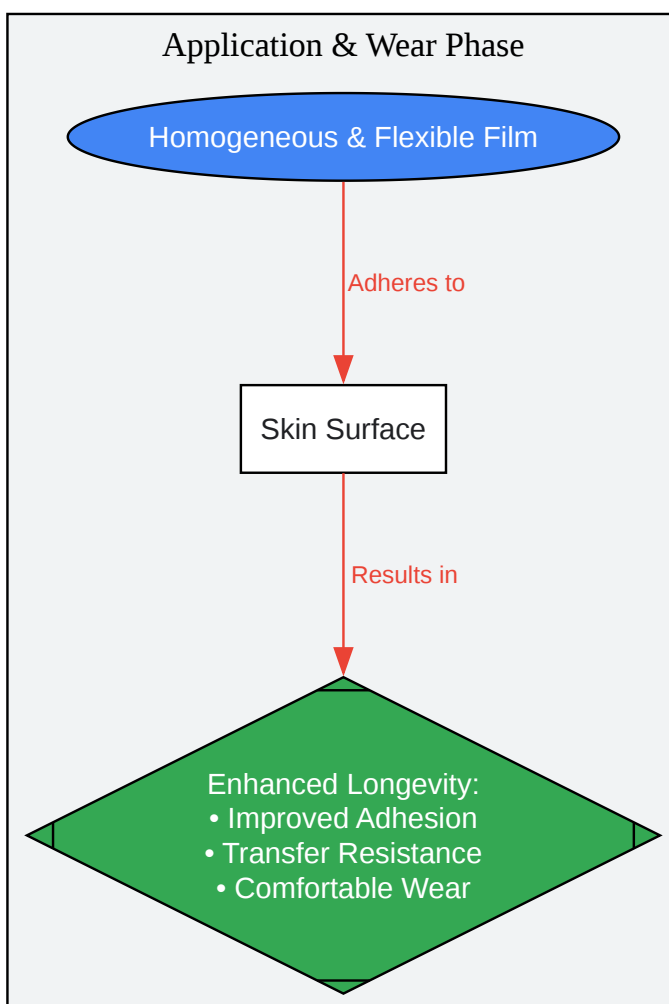 Application & Wear Phase
Homogeneous & Flexible Film
Adheres to
Skin Surface
Results in
Enhanced Longevity:
• Improved Adhesion
• Transfer Resistance
• Comfortable Wear